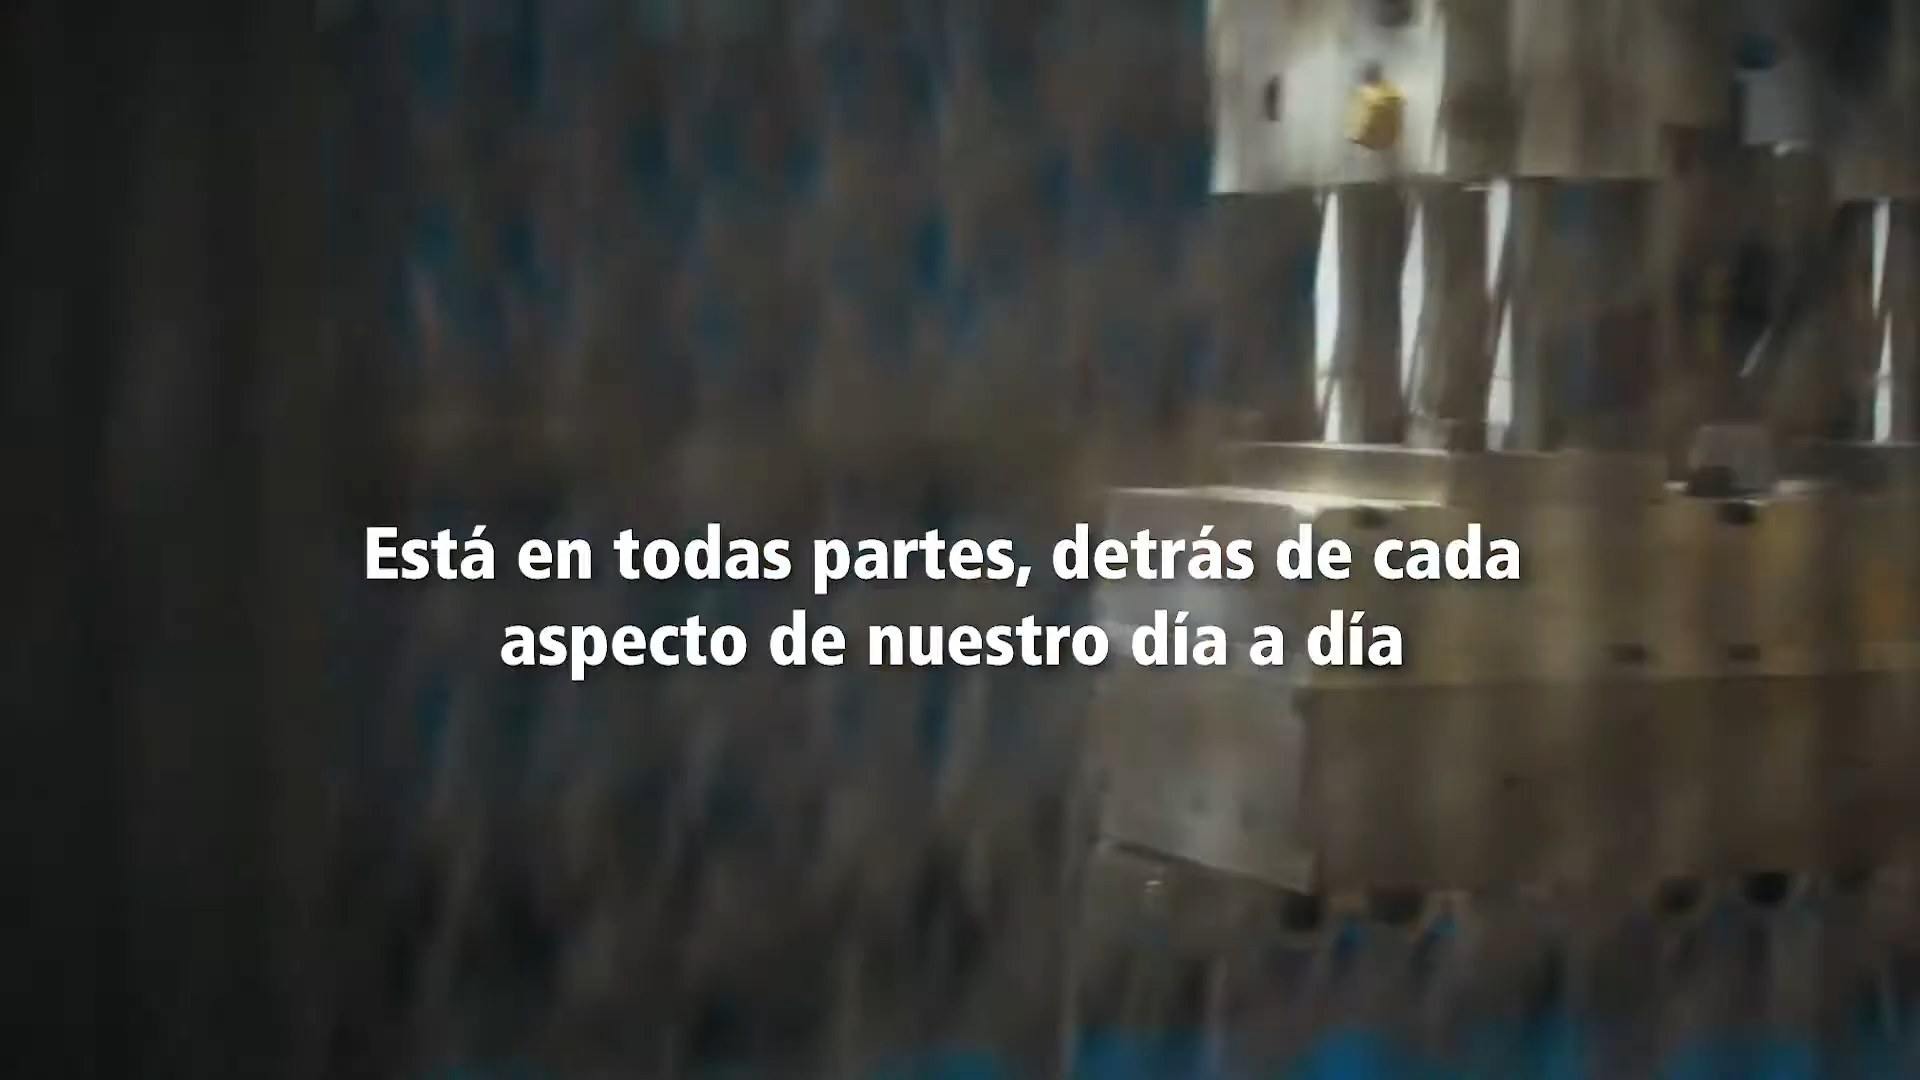 Está en todas partes, detrás de cada
aspecto de nuestro día a día